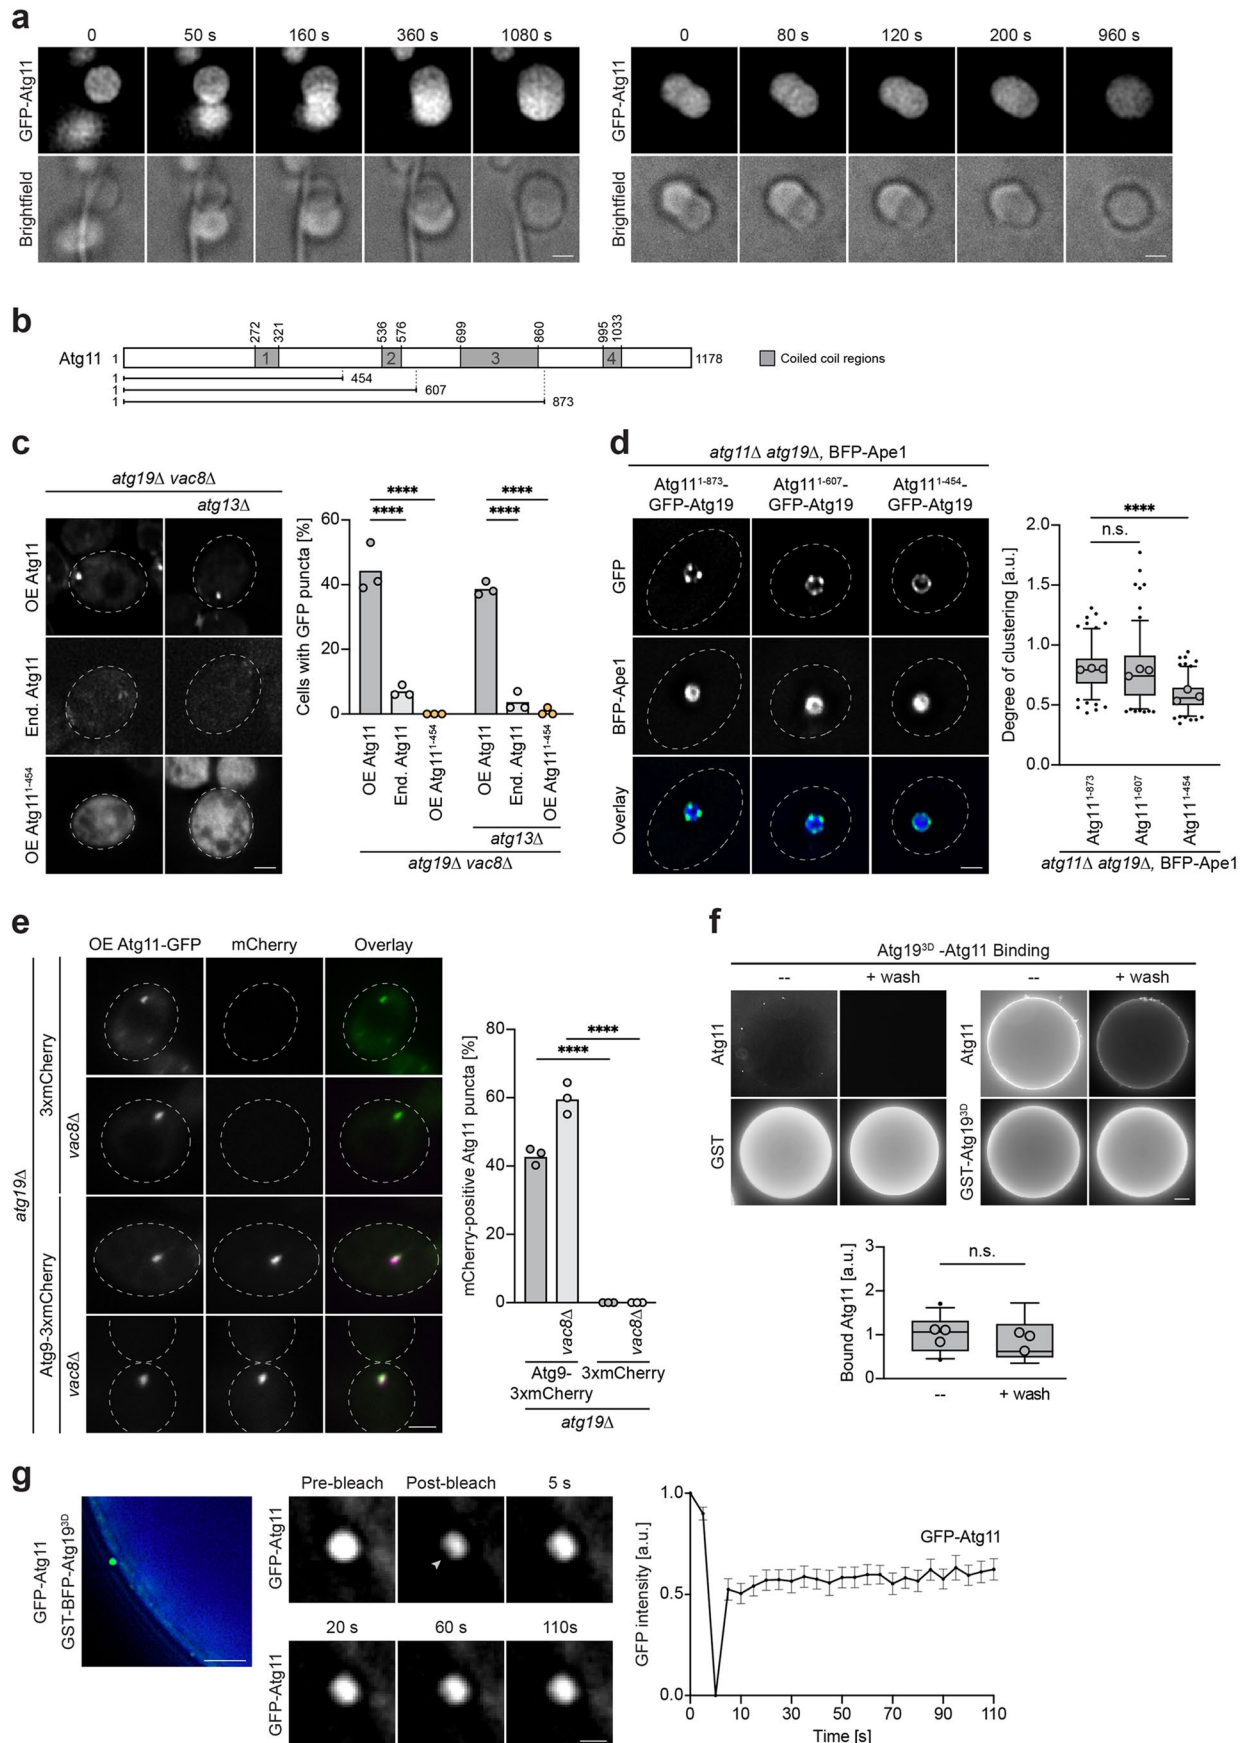 a
0 50 s 160 s 360 s 1080 s
GFP-Atg11
Brightfield
0 80 s 120 s 200 s 960 s
GFP-Atg11
Brightfield
b
272 321 536 576 699 860 995 1033
Atg11 1 1 2 3 4 1178
Coiled coil regions
1 454
1 607
1 873
c
atg19Δ vac8Δ
atg13Δ
OE Atg11
End. Atg11
OE Atg11¹⁻⁴⁵⁴
Cells with GFP puncta [%]
60
40
20
0
**** ****
**** ****
OE Atg11
End. Atg11
OE Atg11¹⁻⁴⁵⁴
OE Atg11
End. Atg11
OE Atg11¹⁻⁴⁵⁴
atg13Δ
atg19Δ vac8Δ
d
atg11Δ atg19Δ, BFP-Ape1
Atg11¹⁻⁸⁷³- Atg11¹⁻⁶⁰⁷- Atg11¹⁻⁴⁵⁴-
GFP-Atg19 GFP-Atg19 GFP-Atg19
GFP
BFP-Ape1
Overlay
Degree of clustering [a.u.]
2.0
1.5
1.0
0.5
0.0
****
n.s.
Atg11¹⁻⁸⁷³
Atg11¹⁻⁶⁰⁷
Atg11¹⁻⁴⁵⁴
atg11Δ atg19Δ, BFP-Ape1
e
OE Atg11-GFP mCherry Overlay
atg19Δ
3xmCherry
vac8Δ
Atg9-3xmCherry
vac8Δ
mCherry-positive Atg11 puncta [%]
80
60
40
20
0
****
****
vac8Δ
vac8Δ
Atg9- 3xmCherry
3xmCherry
atg19Δ
f
Atg19³ᴰ -Atg11 Binding
-- + wash -- + wash
Atg11
GST
Atg11
GST-Atg19³ᴰ
Bound Atg11 [a.u.]
3
2
1
0
n.s.
-- + wash
g
GFP-Atg11
GST-BFP-Atg19³ᴰ
Pre-bleach Post-bleach 5 s
GFP-Atg11
20 s 60 s 110s
GFP-Atg11
GFP intensity [a.u.]
1.0
0.5
0.0
GFP-Atg11
0 10 30 50 70 90 110
Time [s]